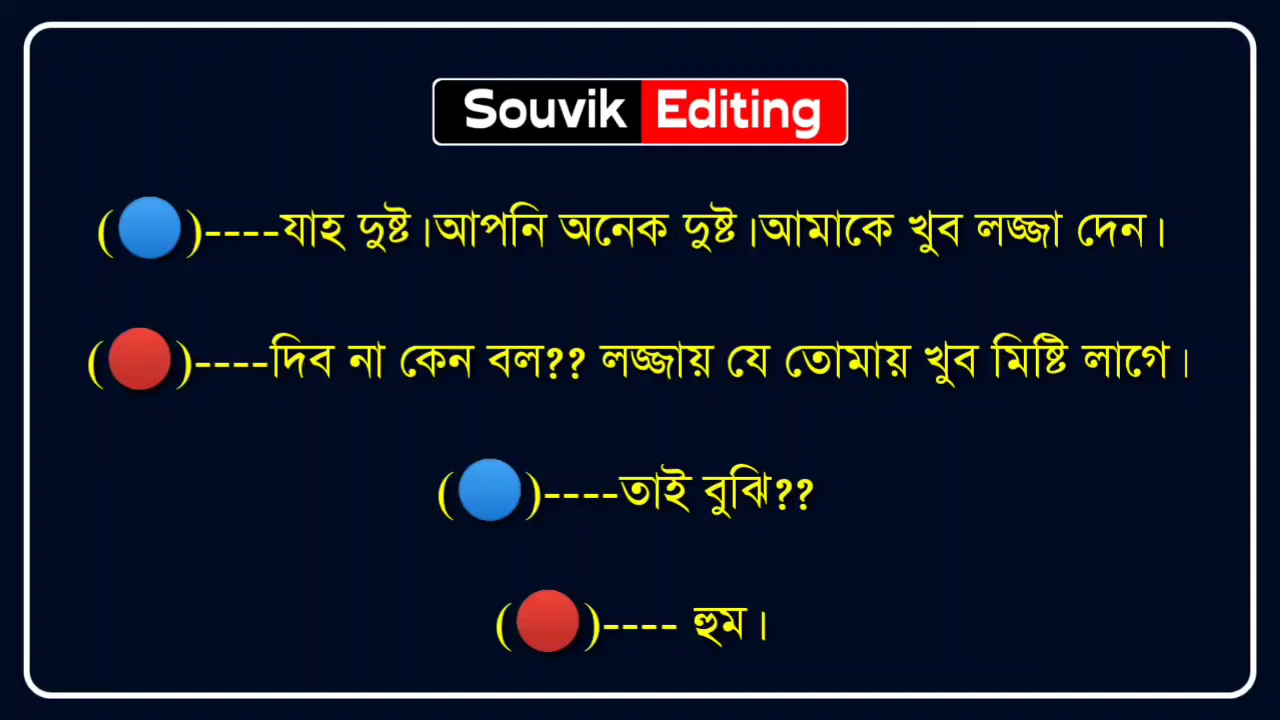 Souvik Editing
(🔵)----যাহ দুষ্ট।আপনি অনেক দুষ্ট।আমাকে খুব লজ্জা দেন।
(🔴)----দিব না কেন বল?? লজ্জায় যে তোমায় খুব মিষ্টি লাগে।
(🔵)----তাই বুঝি??
(🔴)---- হুম।